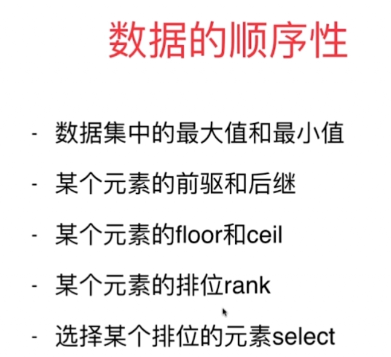 数据的顺序性
- 数据集中的最大值和最小值
- 某个元素的前驱和后继
- 某个元素的floor和ceil
- 某个元素的排位rank
- 选择某个排位的元素select